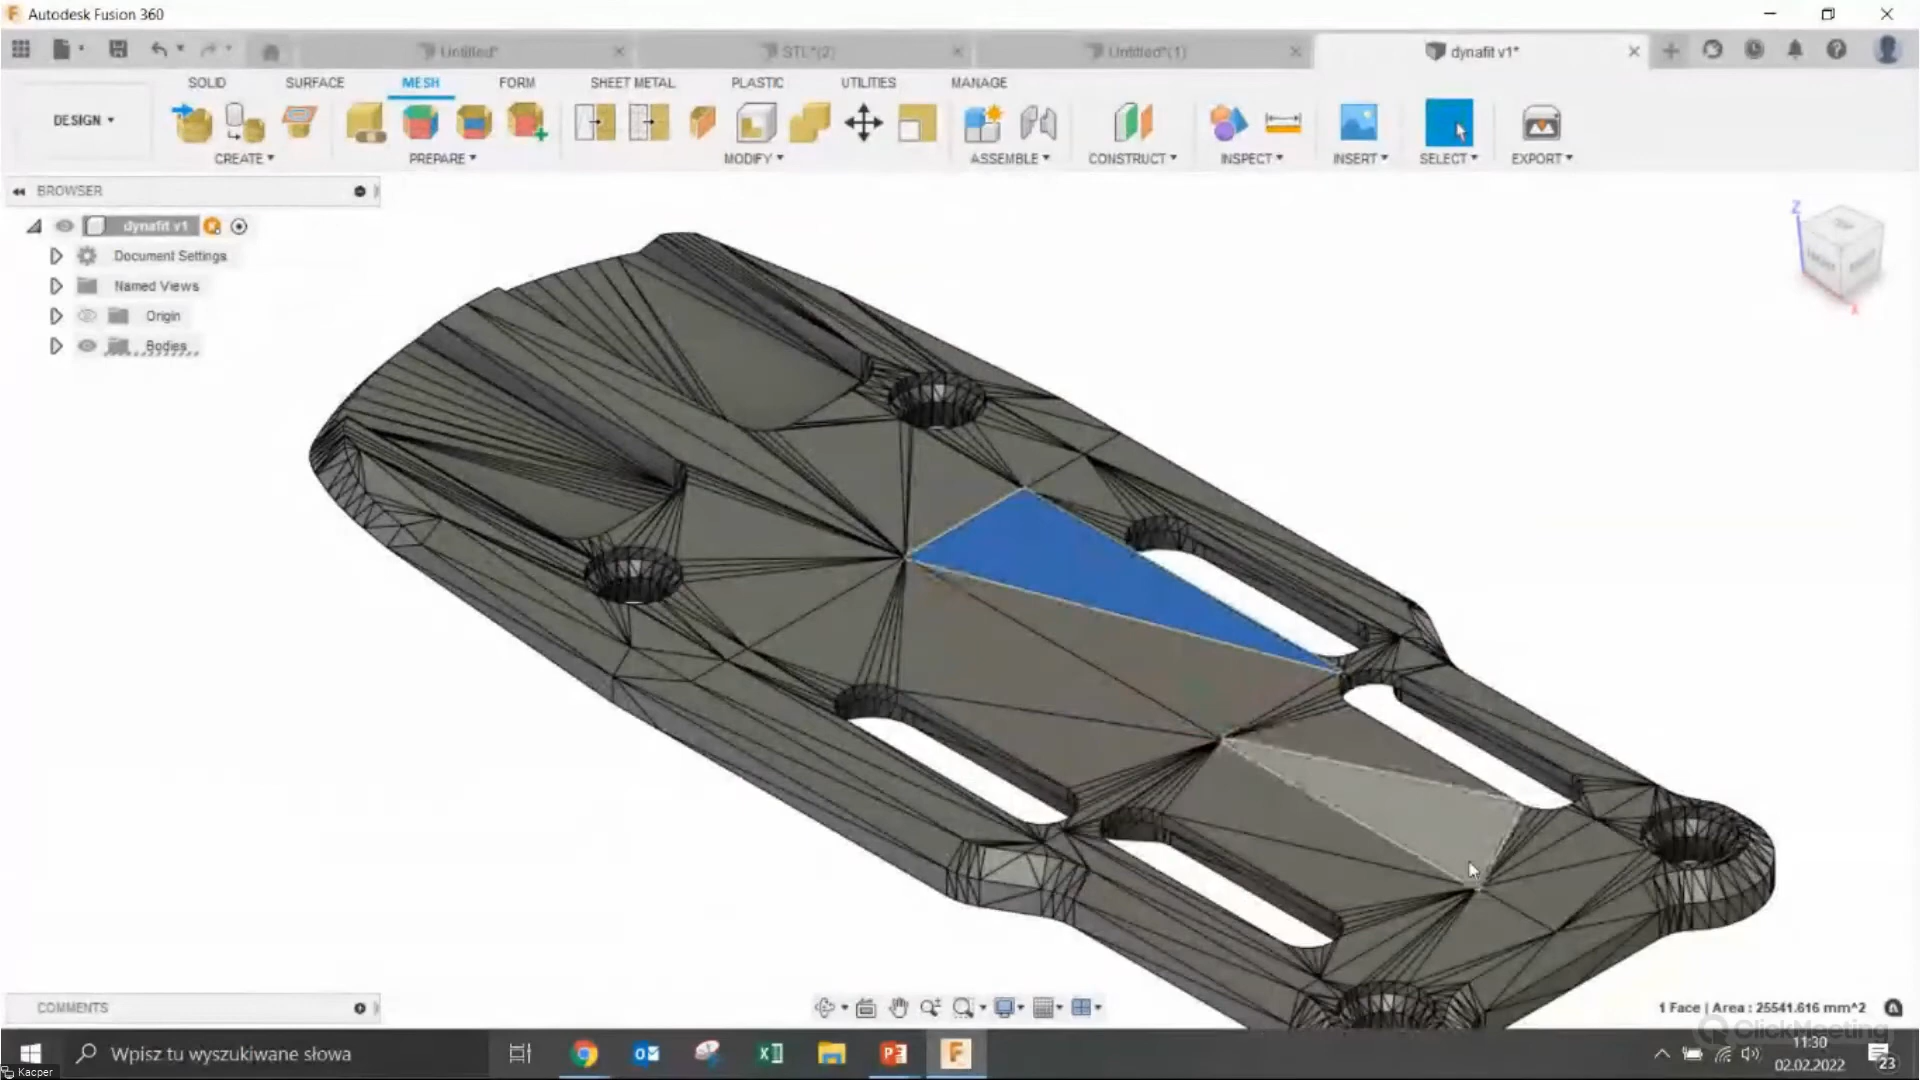 Autodesk Fusion 360
Untitled*
STL*(2)
Untitled*(1)
dynafit v1*
SOLID
SURFACE
MESH
FORM
SHEET METAL
PLASTIC
UTILITIES
MANAGE
DESIGN
CREATE
PREPARE
MODIFY
ASSEMBLE
CONSTRUCT
INSPECT
INSERT
SELECT
EXPORT
BROWSER
dynafit v1
Document Settings
Named Views
Origin
Bodies
Z
X
COMMENTS
1 Face | Area : 25541.616 mm^2
ClickMeeting
Wpisz tu wyszukiwane słowa
11:30
02.02.2022
23
Kacper